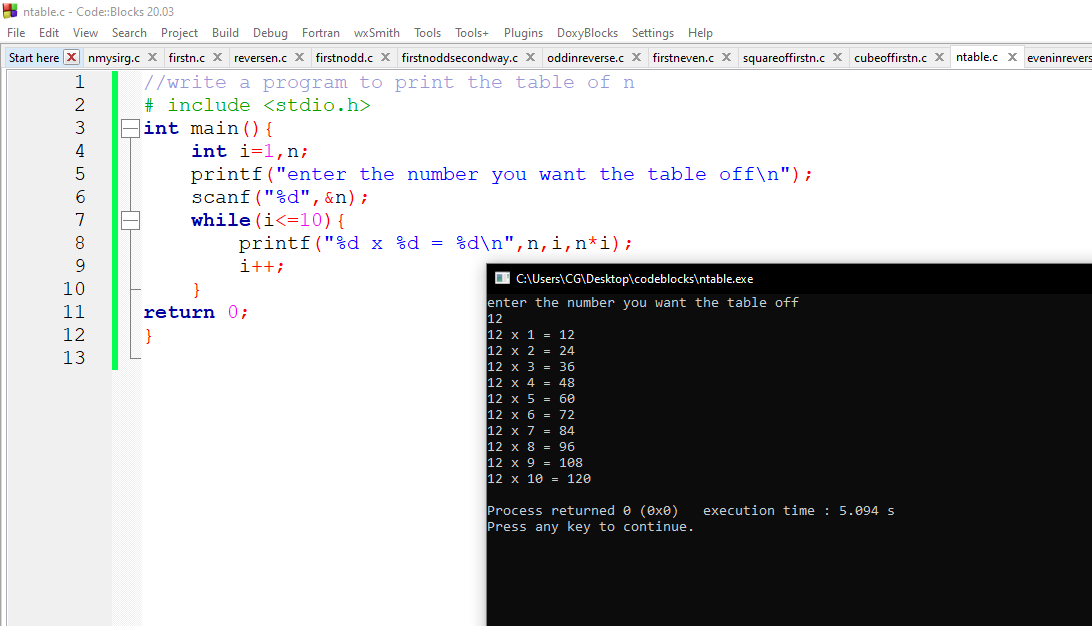 ntable.c - Code::Blocks 20.03
File Edit View Search Project Build Debug Fortran wxSmith Tools Tools+ Plugins DoxyBlocks Settings Help
Start here nmysirg.c firstn.c reversen.c firstnodd.c firstnoddsecondway.c oddinreverse.c firstneven.c squareoffirstn.c cubeoffirstn.c ntable.c eveninrevers
1 //write a program to print the table of n
2 # include <stdio.h>
3 int main(){
4 int i=1,n;
5 printf("enter the number you want the table off\n");
6 scanf("%d",&n);
7 while(i<=10){
8 printf("%d x %d = %d\n",n,i,n*i);
9 i++;
10 }
11 return 0;
12 }
13
C:\Users\CG\Desktop\codeblocks\ntable.exe
enter the number you want the table off
12
12 x 1 = 12
12 x 2 = 24
12 x 3 = 36
12 x 4 = 48
12 x 5 = 60
12 x 6 = 72
12 x 7 = 84
12 x 8 = 96
12 x 9 = 108
12 x 10 = 120
Process returned 0 (0x0) execution time : 5.094 s
Press any key to continue.